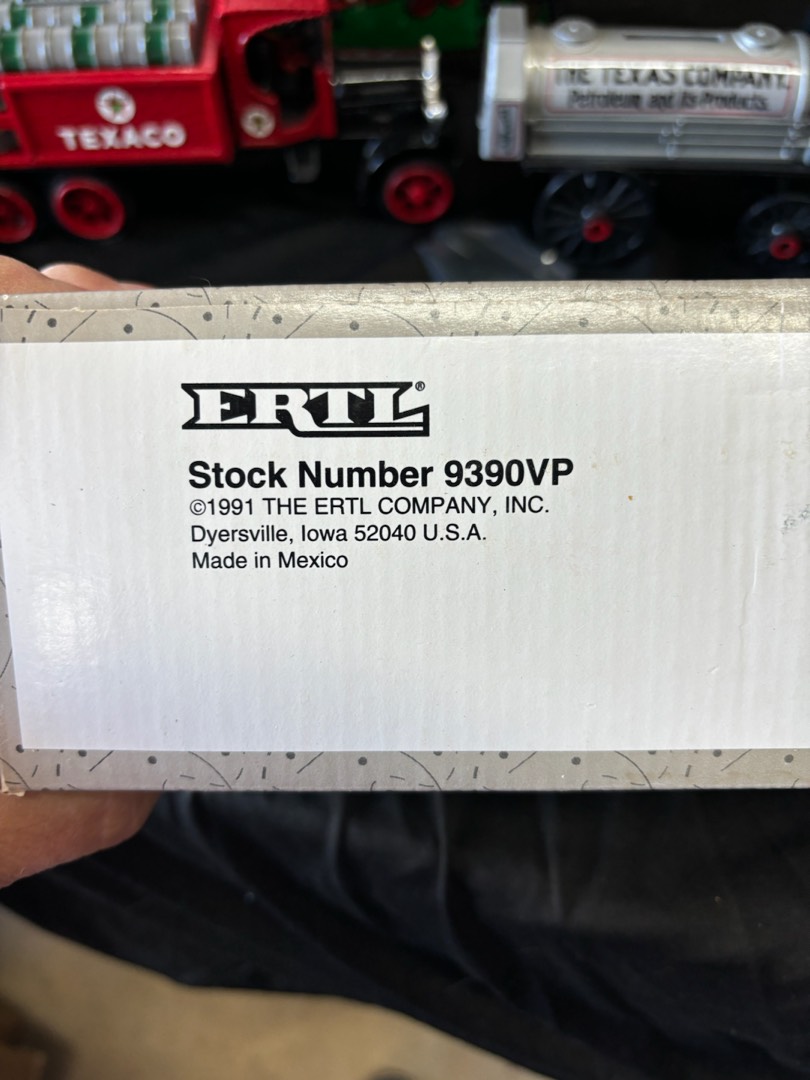 TEXACO
THE TEXAS COMPANY.
Petroleum and its Products
ERTL®
Stock Number 9390VP
©1991 THE ERTL COMPANY, INC.
Dyersville, Iowa 52040 U.S.A.
Made in Mexico